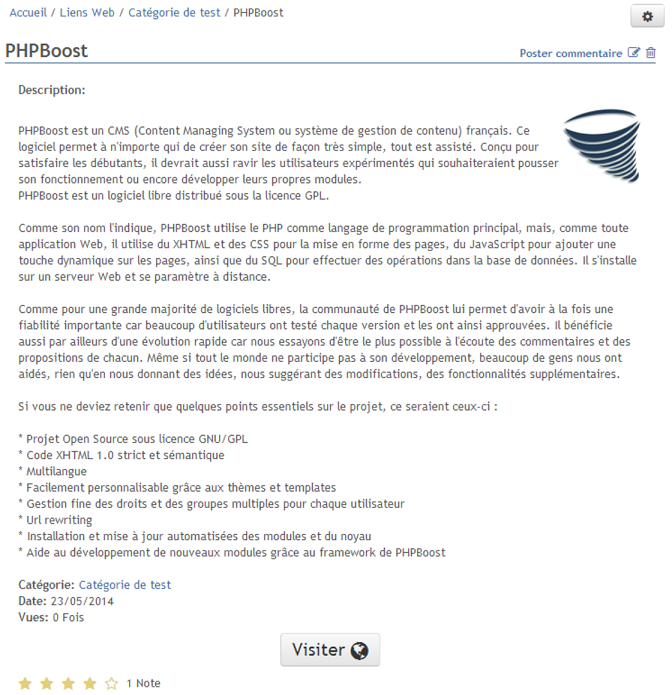 Accueil / Liens Web / Catégorie de test / PHPBoost
PHPBoost
Poster commentaire
Description:
PHPBoost est un CMS (Content Managing System ou système de gestion de contenu) français. Ce
logiciel permet à n'importe qui de créer son site de façon très simple, tout est assisté. Conçu pour
satisfaire les débutants, il devrait aussi ravir les utilisateurs expérimentés qui souhaiteraient pousser
son fonctionnement ou encore développer leurs propres modules.
PHPBoost est un logiciel libre distribué sous la licence GPL.
Comme son nom l'indique, PHPBoost utilise le PHP comme langage de programmation principal, mais, comme toute
application Web, il utilise du XHTML et des CSS pour la mise en forme des pages, du JavaScript pour ajouter une
touche dynamique sur les pages, ainsi que du SQL pour effectuer des opérations dans la base de données. Il s'installe
sur un serveur Web et se paramètre à distance.
Comme pour une grande majorité de logiciels libres, la communauté de PHPBoost lui permet d'avoir à la fois une
fiabilité importante car beaucoup d'utilisateurs ont testé chaque version et les ont ainsi approuvées. Il bénéficie
aussi par ailleurs d'une évolution rapide car nous essayons d'être le plus possible à l'écoute des commentaires et des
propositions de chacun. Même si tout le monde ne participe pas à son développement, beaucoup de gens nous ont
aidés, rien qu'en nous donnant des idées, nous suggérant des modifications, des fonctionnalités supplémentaires.
Si vous ne deviez retenir que quelques points essentiels sur le projet, ce seraient ceux-ci :
* Projet Open Source sous licence GNU/GPL
* Code XHTML 1.0 strict et sémantique
* Multilangue
* Facilement personnalisable grâce aux thèmes et templates
* Gestion fine des droits et des groupes multiples pour chaque utilisateur
* Url rewriting
* Installation et mise à jour automatisées des modules et du noyau
* Aide au développement de nouveaux modules grâce au framework de PHPBoost
Catégorie: Catégorie de test
Date: 23/05/2014
Vues: 0 Fois
Visiter
1 Note